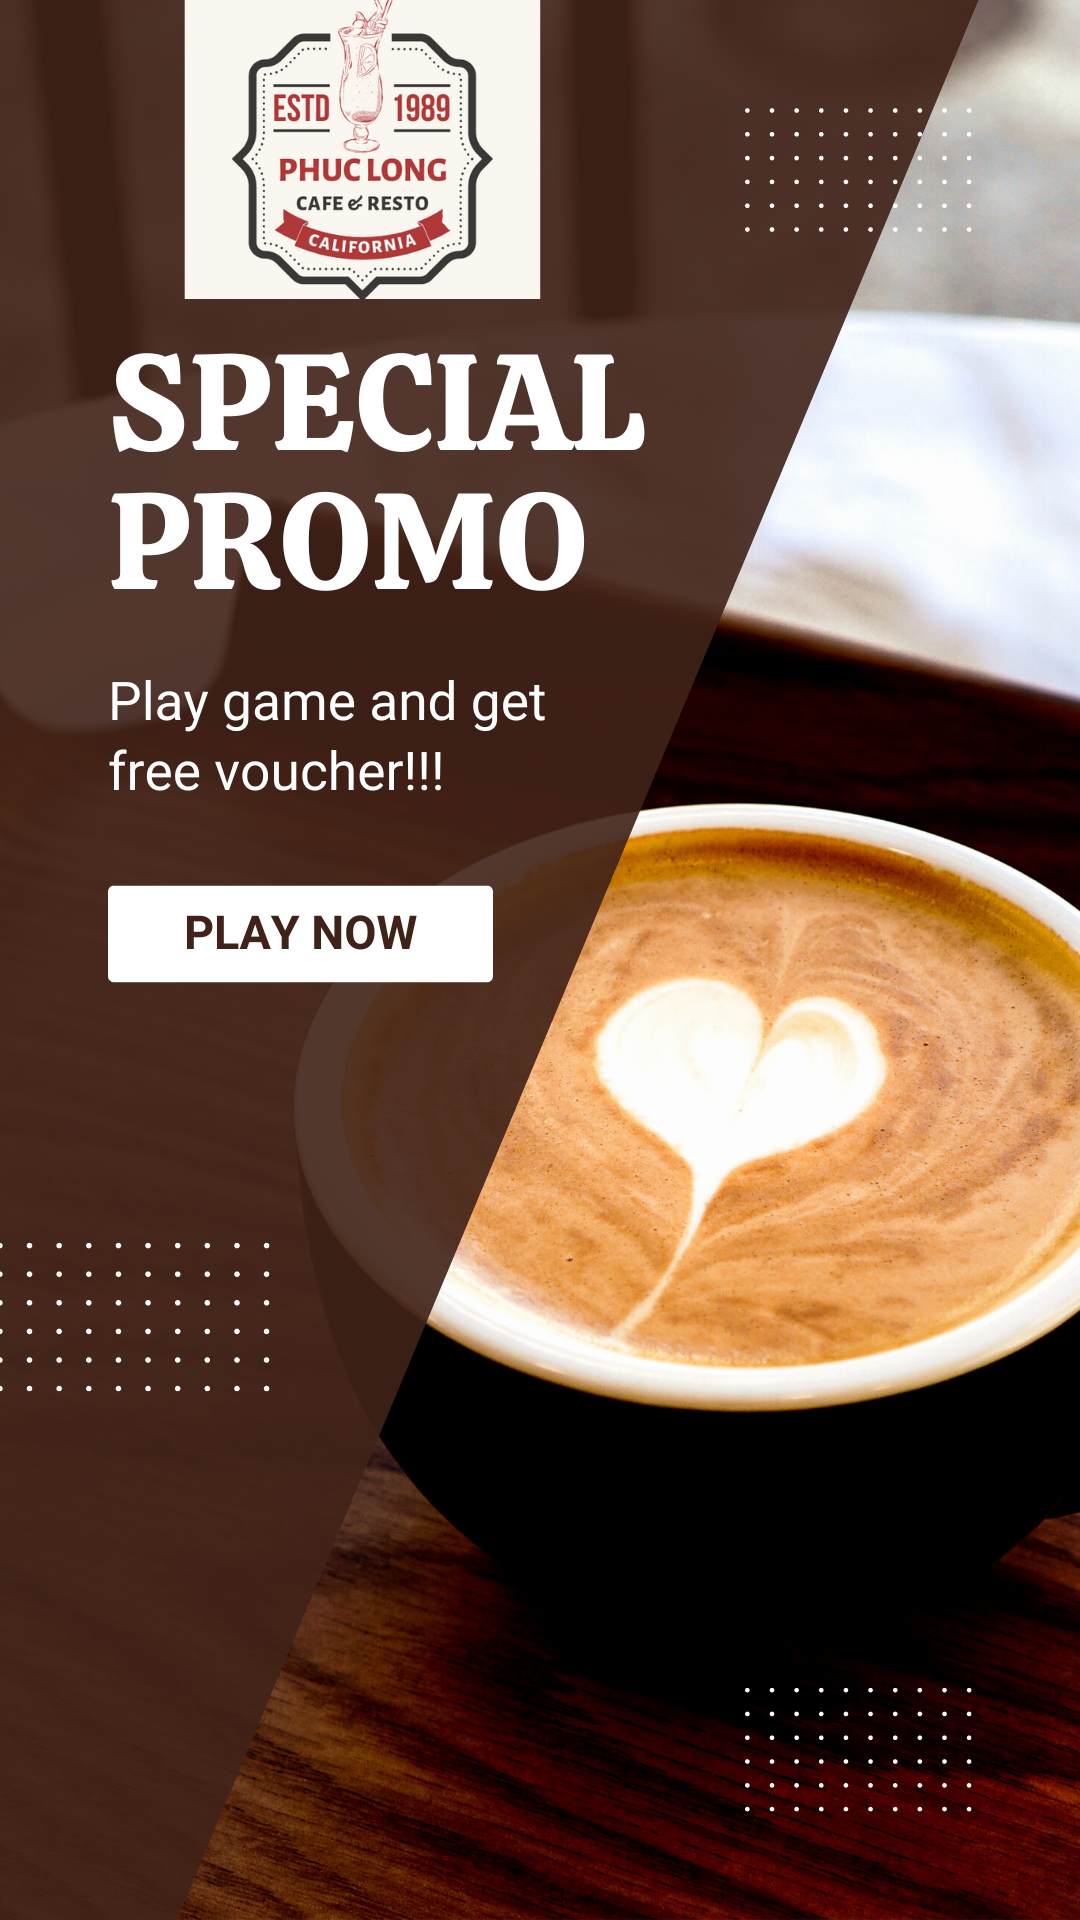 ESTD 1989
PHUC LONG
CAFE & RESTO
CALIFORNIA
SPECIAL
PROMO
Play game and get
free voucher!!!
PLAY NOW